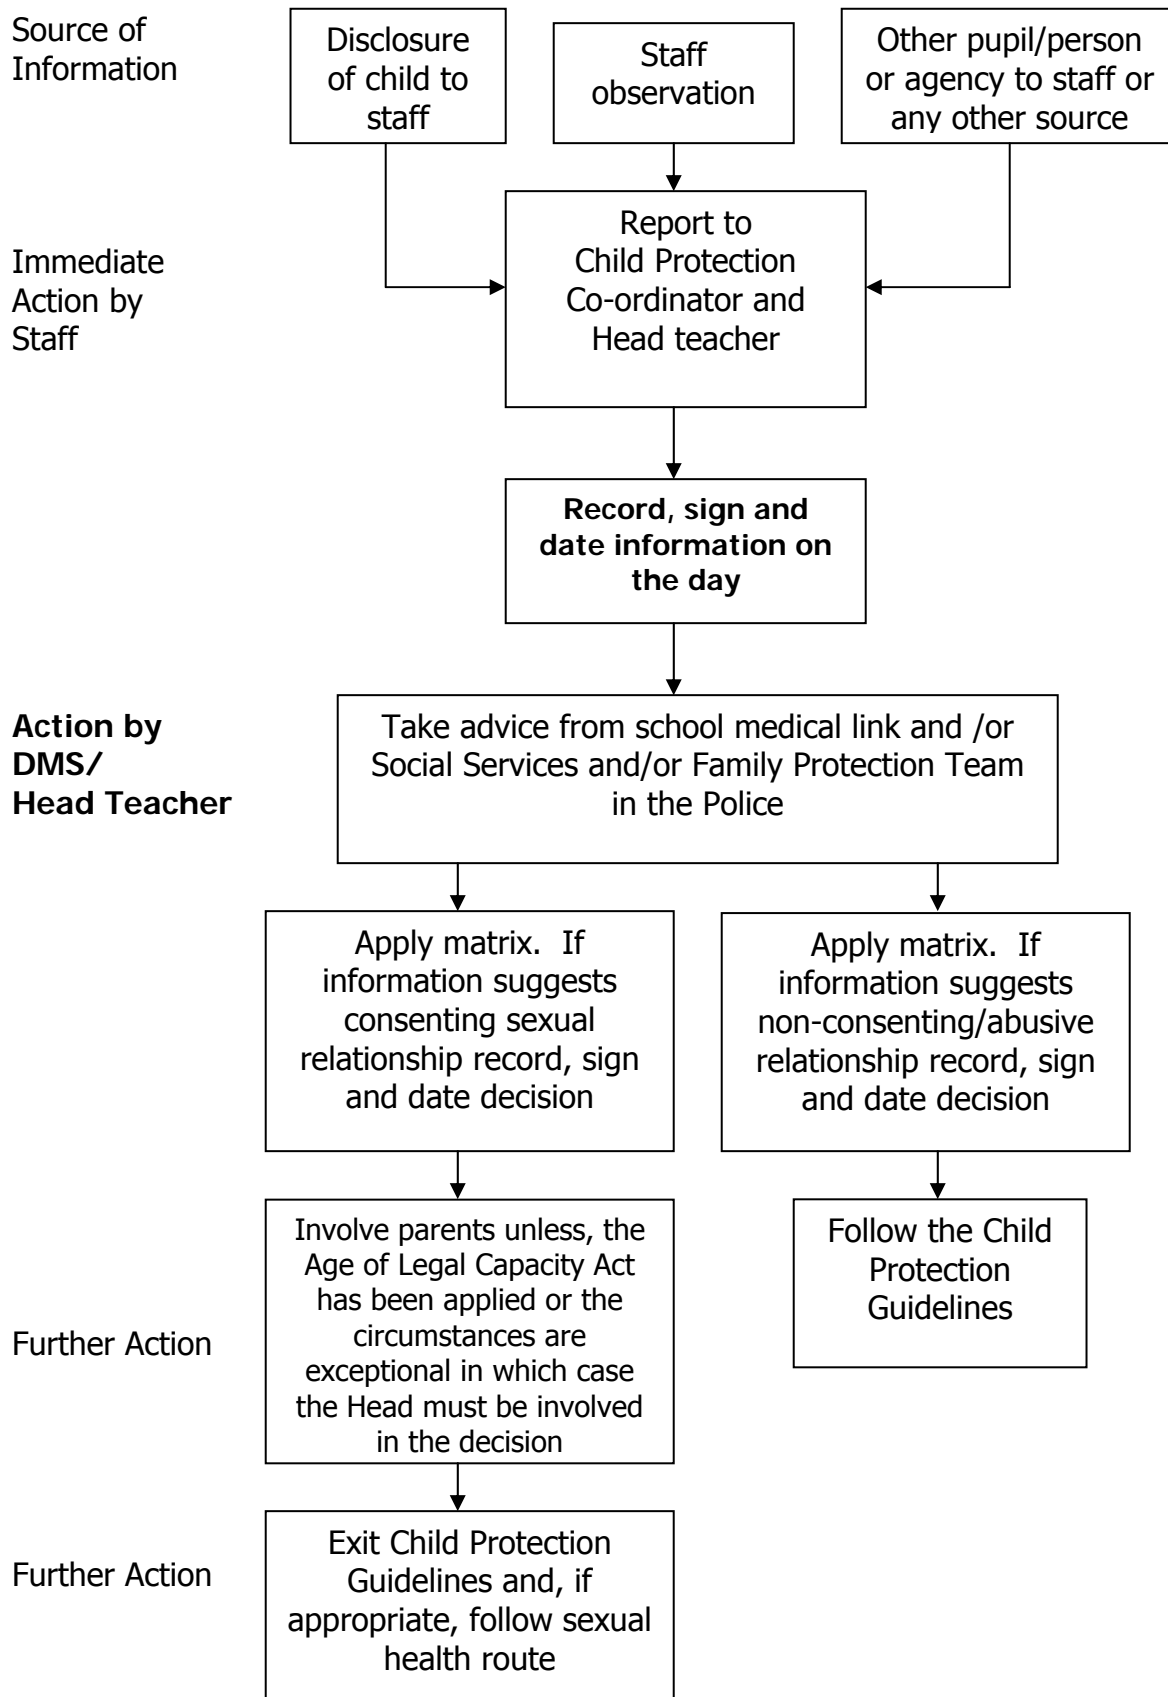 Source of
Information
Disclosure
of child to
staff
Staff
observation
Other pupil/person
or agency to staff or
any other source
Immediate
Action by
Staff
Report to
Child Protection
Co-ordinator and
Head teacher
Record, sign and
date information on
the day
Action by
DMS/
Head Teacher
Take advice from school medical link and /or
Social Services and/or Family Protection Team
in the Police
Apply matrix.  If
information suggests
consenting sexual
relationship record, sign
and date decision
Apply matrix.  If
information suggests
non-consenting/abusive
relationship record, sign
and date decision
Further Action
Involve parents unless, the
Age of Legal Capacity Act
has been applied or the
circumstances are
exceptional in which case
the Head must be involved
in the decision
Follow the Child
Protection
Guidelines
Further Action
Exit Child Protection
Guidelines and, if
appropriate, follow sexual
health route